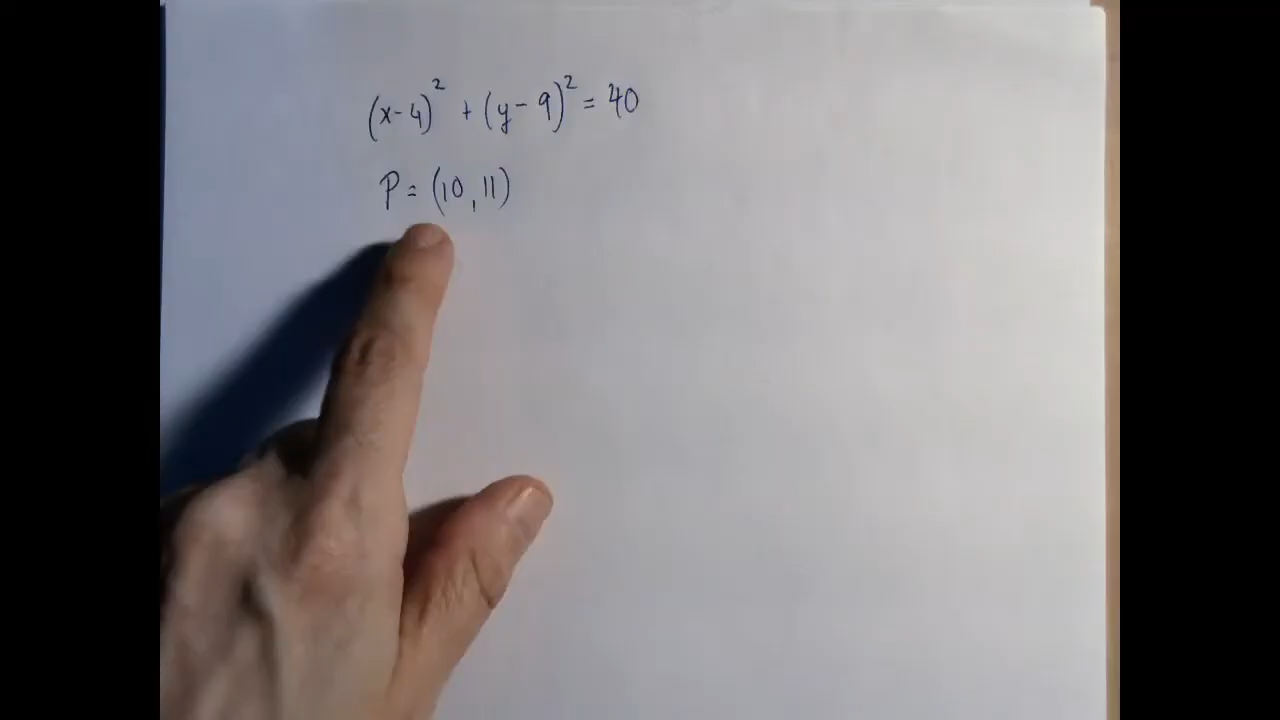 (x-4)² + (y-9)² = 40
P = (10, 11)